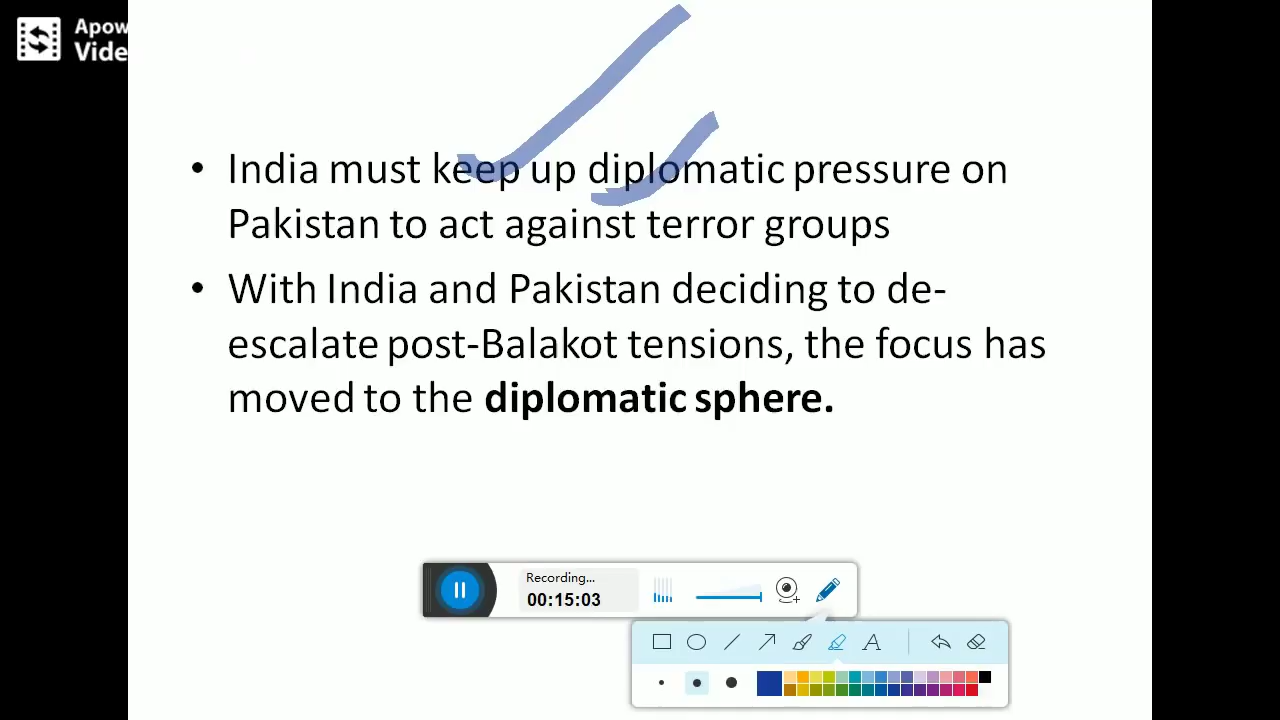 Apow
Vide
• India must keep up diplomatic pressure on
Pakistan to act against terror groups
• With India and Pakistan deciding to de-
escalate post-Balakot tensions, the focus has
moved to the diplomatic sphere.
Recording...
00:15:03
A